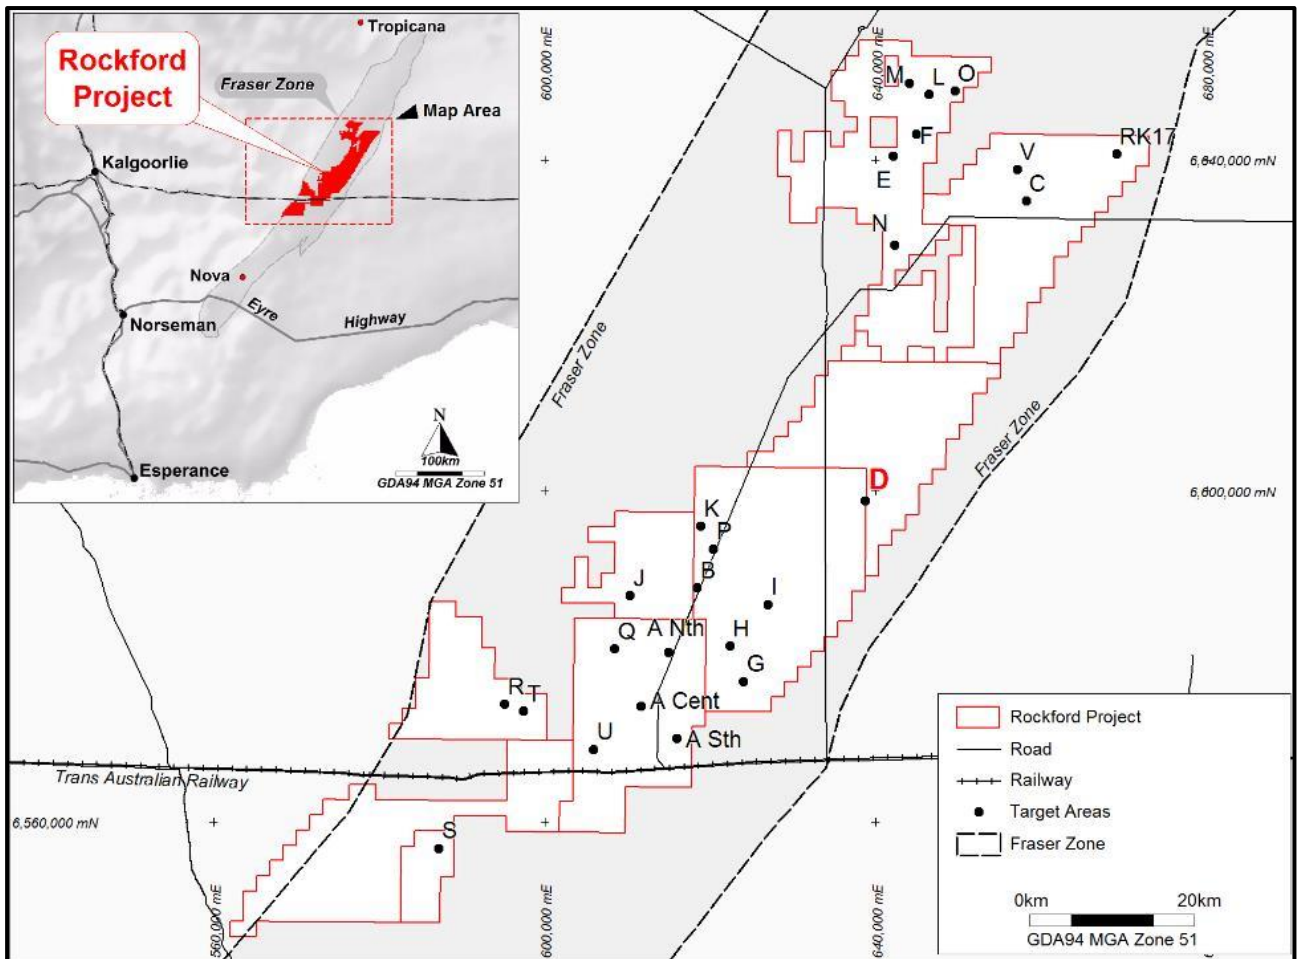 Tropicana
Rockford
Project
Fraser Zone
Map Area
Kalgoorlie
Nova
Eyre
Highway
Norseman
N
100km
Esperance
GDA94 MGA Zone 51
600,000 mE
640,000 mE
680,000 mE
M
L
O
F
V
RK17
6,640,000 mN
E
C
N
Fraser Zone
Fraser Zone
D
6,600,000 mN
K
P
J
B
I
Q
A Nth
H
G
R
T
A Cent
U
A Sth
Trans Australian Railway
6,560,000 mN
S
560,000 mE
600,000 mE
640,000 mE
Rockford Project
Road
Railway
Target Areas
Fraser Zone
0km
20km
GDA94 MGA Zone 51